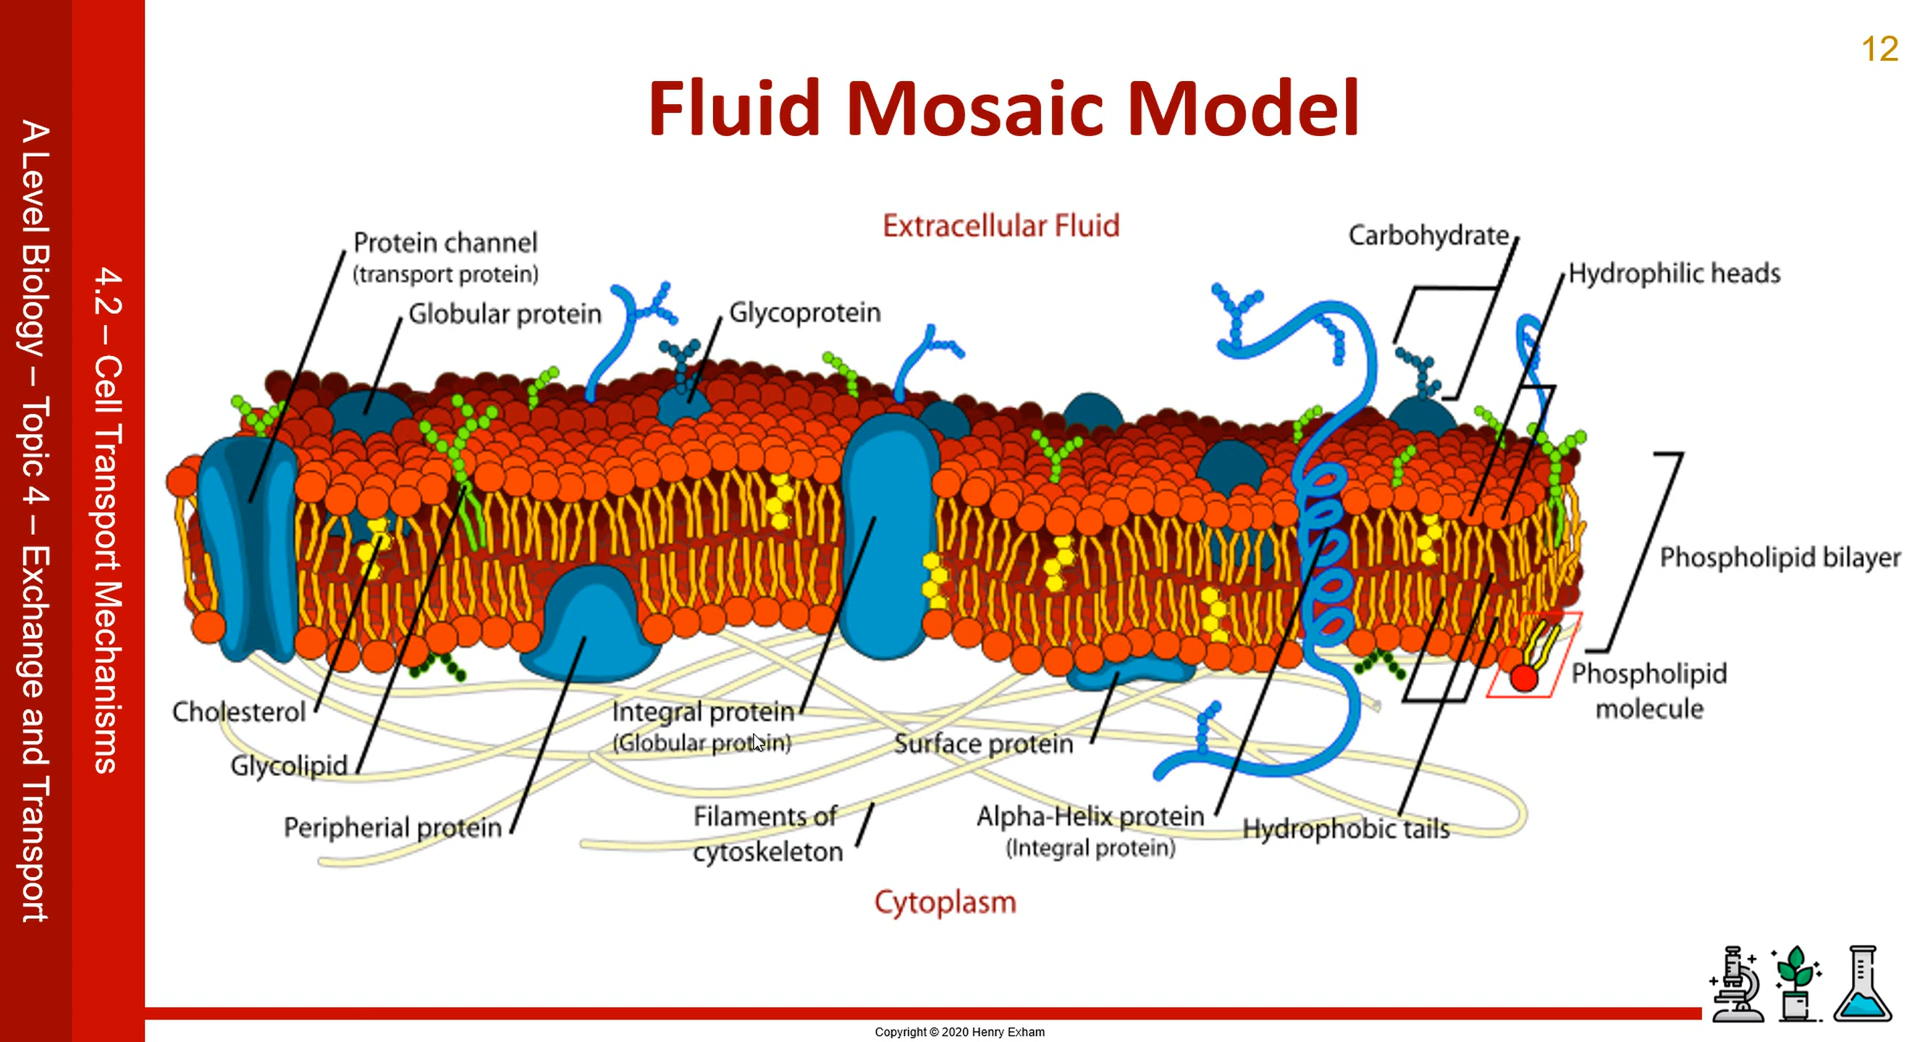 12
Fluid Mosaic Model
A Level Biology – Topic 4 – Exchange and Transport
4.2 – Cell Transport Mechanisms
Extracellular Fluid
Protein channel
(transport protein)
Globular protein
Glycoprotein
Carbohydrate
Hydrophilic heads
Phospholipid bilayer
Phospholipid
molecule
Cholesterol
Glycolipid
Peripherial protein
Integral protein
(Globular protein)
Surface protein
Filaments of
cytoskeleton
Alpha-Helix protein
(Integral protein)
Hydrophobic tails
Cytoplasm
Copyright © 2020 Henry Exham